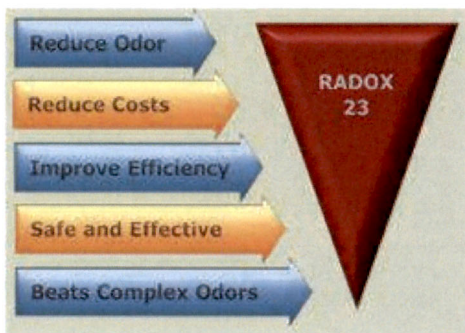 Reduce Odor
Reduce Costs
Improve Efficiency
Safe and Effective
Beats Complex Odors
RADOX
23